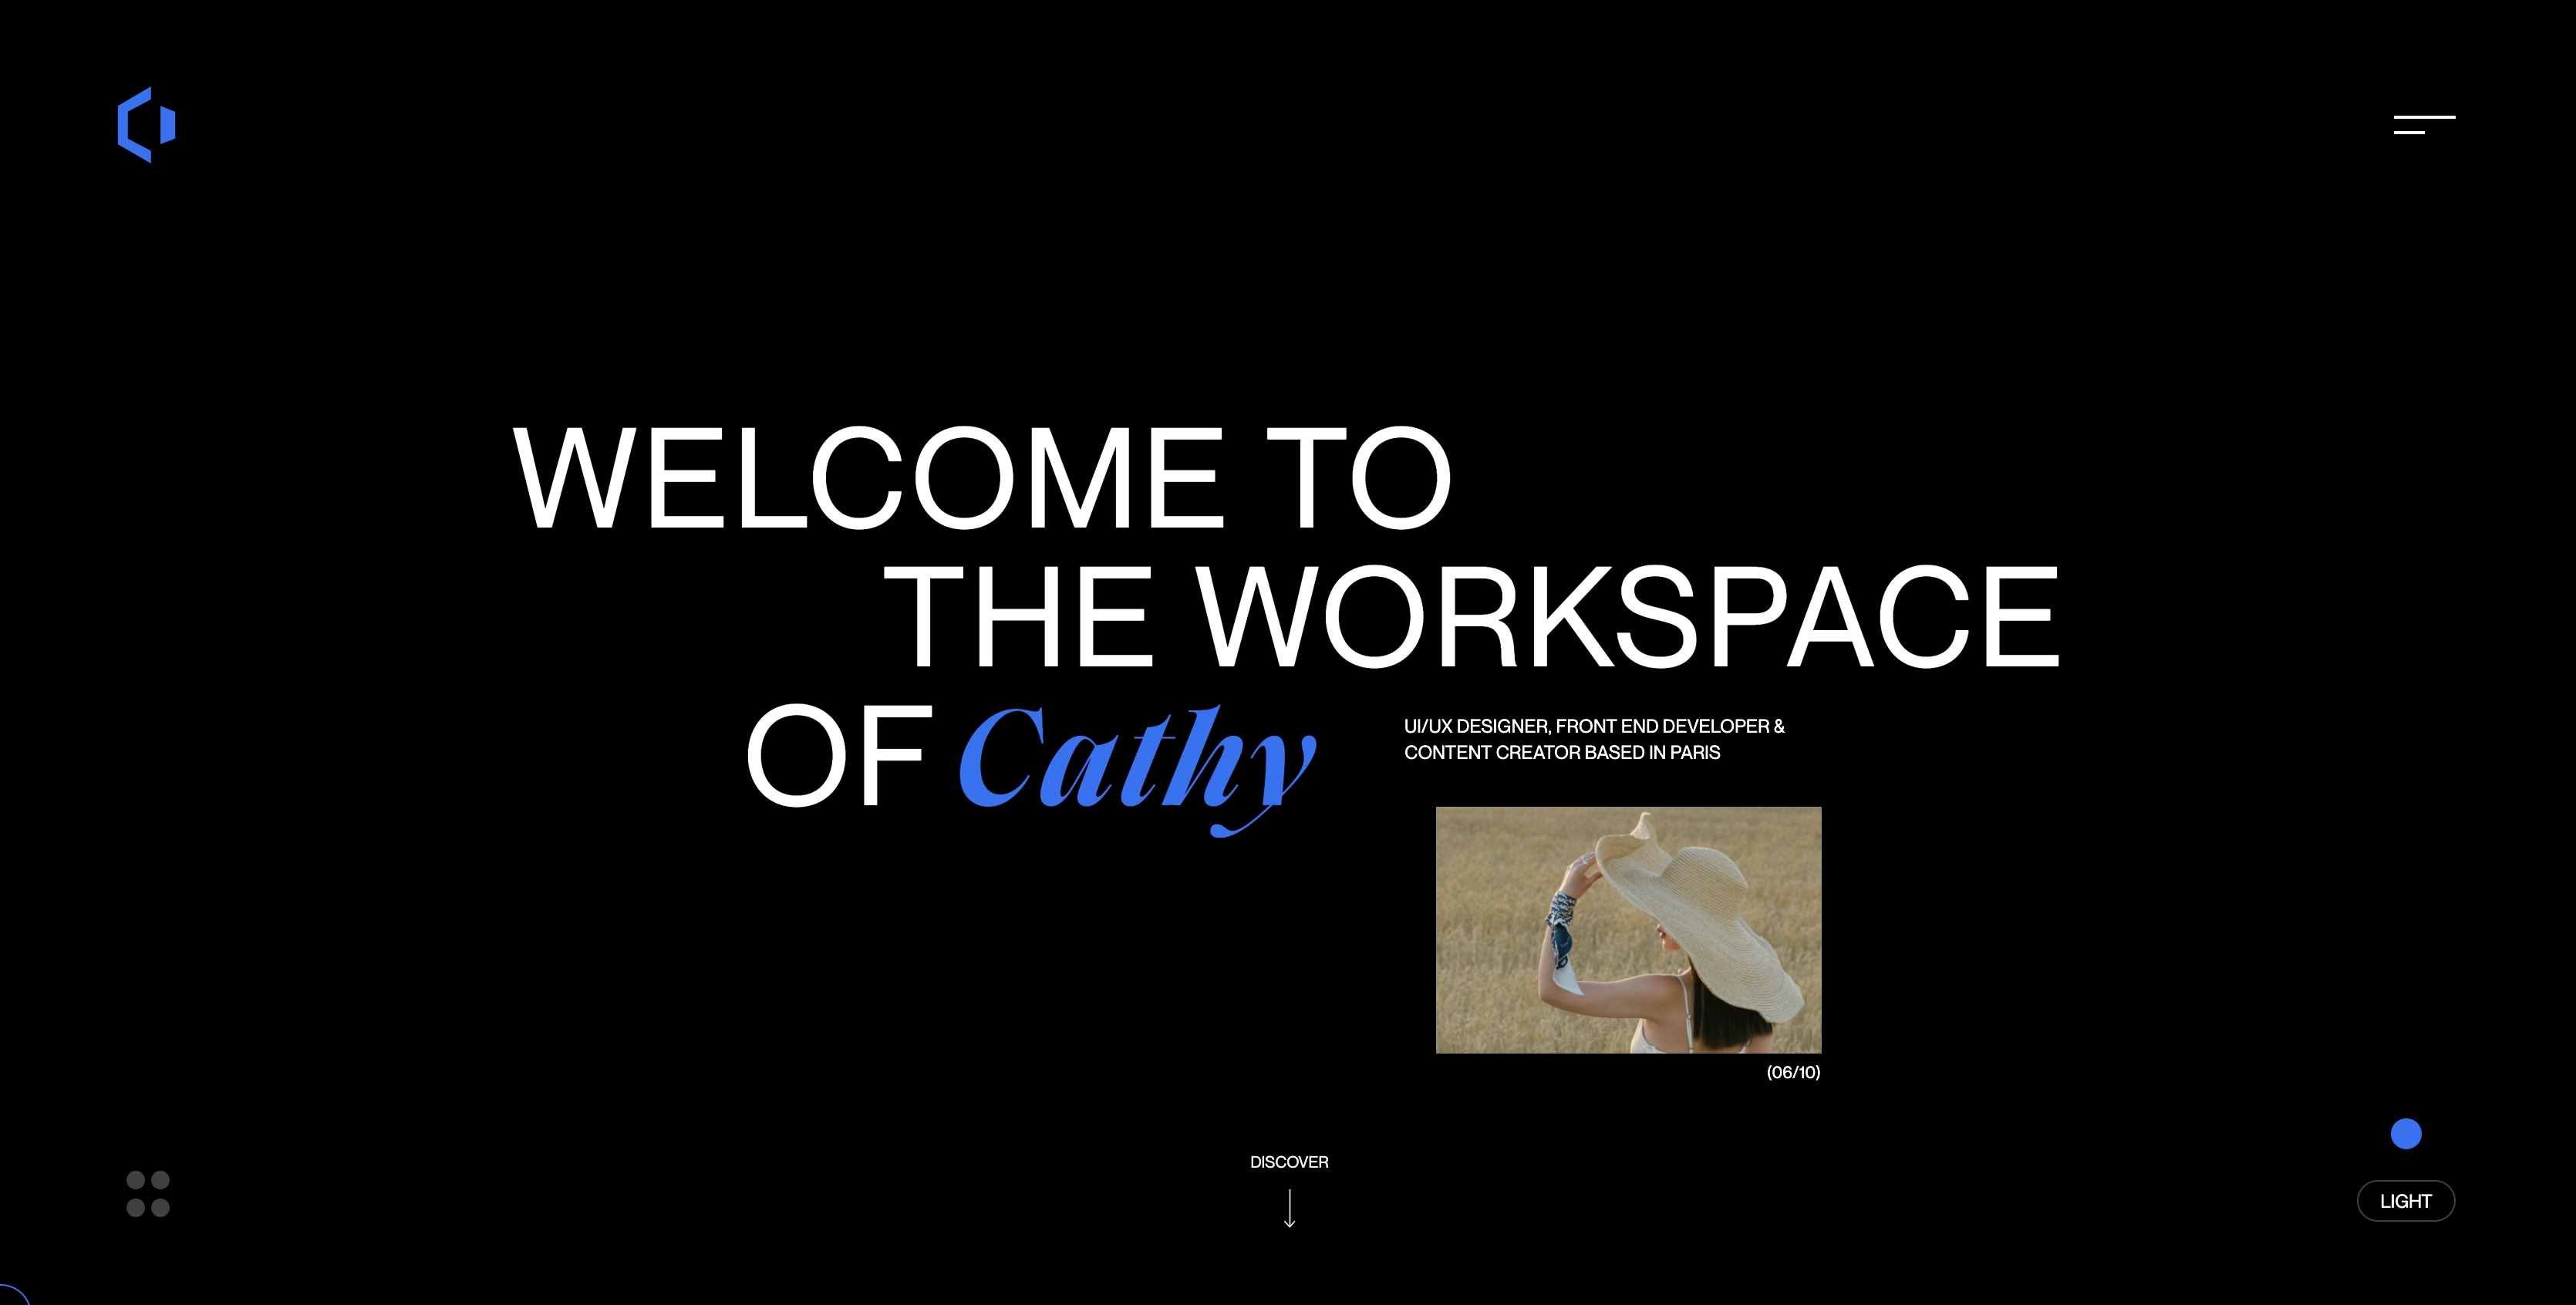 WELCOME TO
THE WORKSPACE
OF Cathy
UI/UX DESIGNER, FRONT END DEVELOPER &
CONTENT CREATOR BASED IN PARIS
(06/10)
DISCOVER
LIGHT